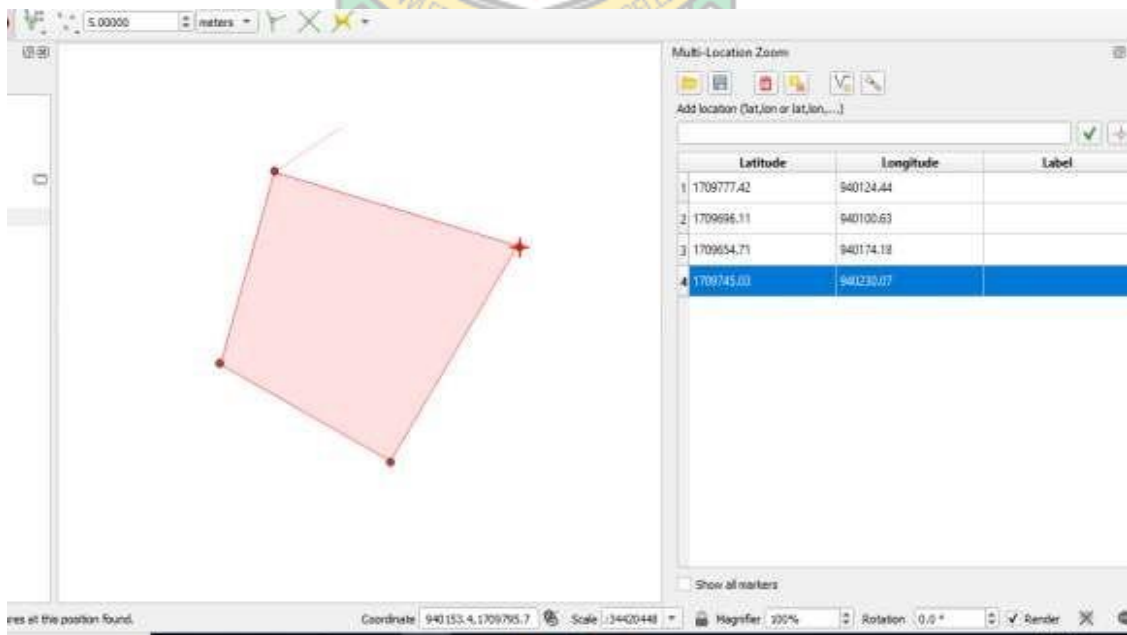 5.00000 meters
Multi-Location Zoom
Add location (lat,lon or lat,lon,...)
Latitude Longitude Label
1 1709777.42 940124.44
2 1709696.11 940100.63
3 1709654.71 940174.18
4 1709745.03 940230.07
Show all markers
res at this position found. Coordinate 940153.4,1709795.7 Scale :34420448 Magnifier 100% Rotation 0.0 ° Render